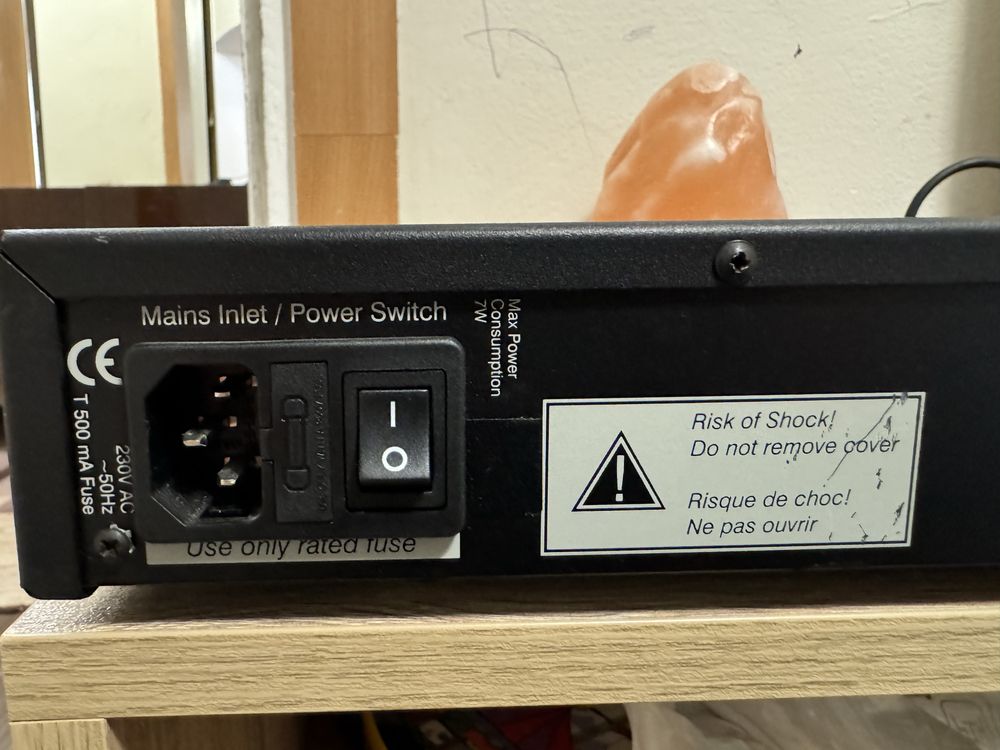 Mains Inlet / Power Switch
Max Power
Consumption
7W
CE
230V AC
~50Hz
T 500 mA Fuse
Use only rated fuse
Risk of Shock!
Do not remove cover
Risque de choc!
Ne pas ouvrir